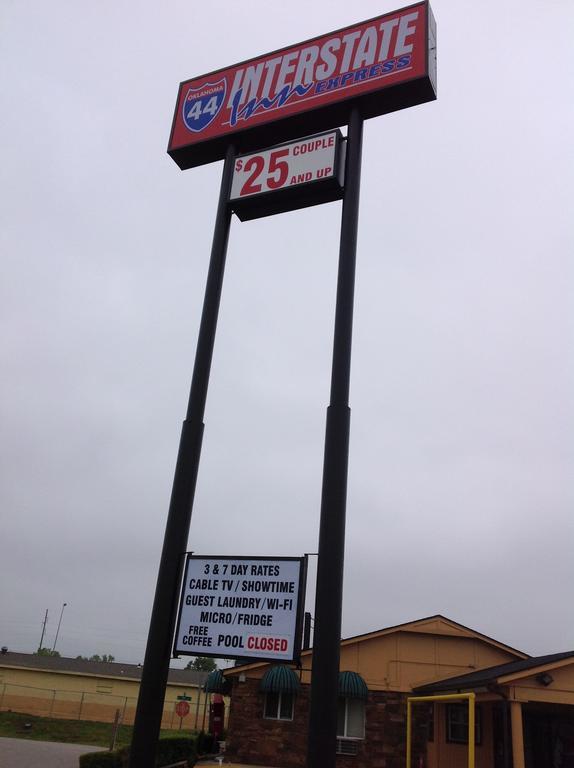 OKLAHOMA
44
INTERSTATE
Inn EXPRESS
$25 COUPLE
AND UP
3 & 7 DAY RATES
CABLE TV / SHOWTIME
GUEST LAUNDRY/WI-FI
MICRO/FRIDGE
FREE
COFFEE POOL CLOSED